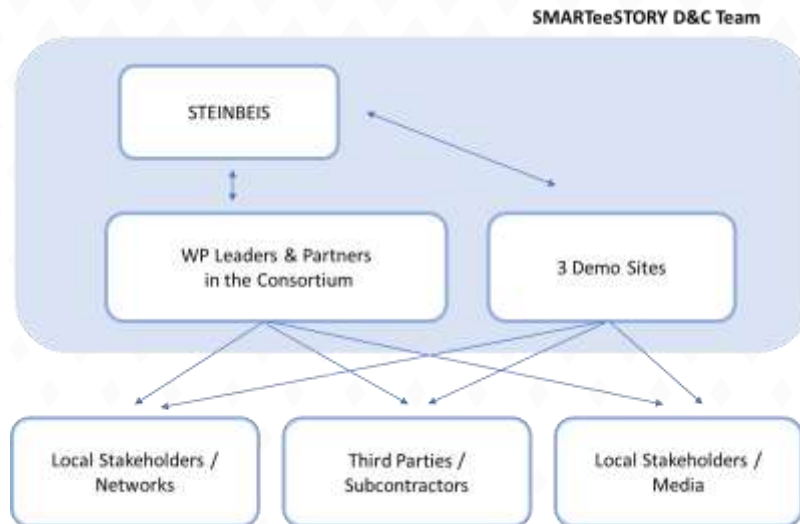 SMARTeeSTORY D&C Team
STEINBEIS
WP Leaders & Partners
in the Consortium
3 Demo Sites
Local Stakeholders /
Networks
Third Parties /
Subcontractors
Local Stakeholders /
Media